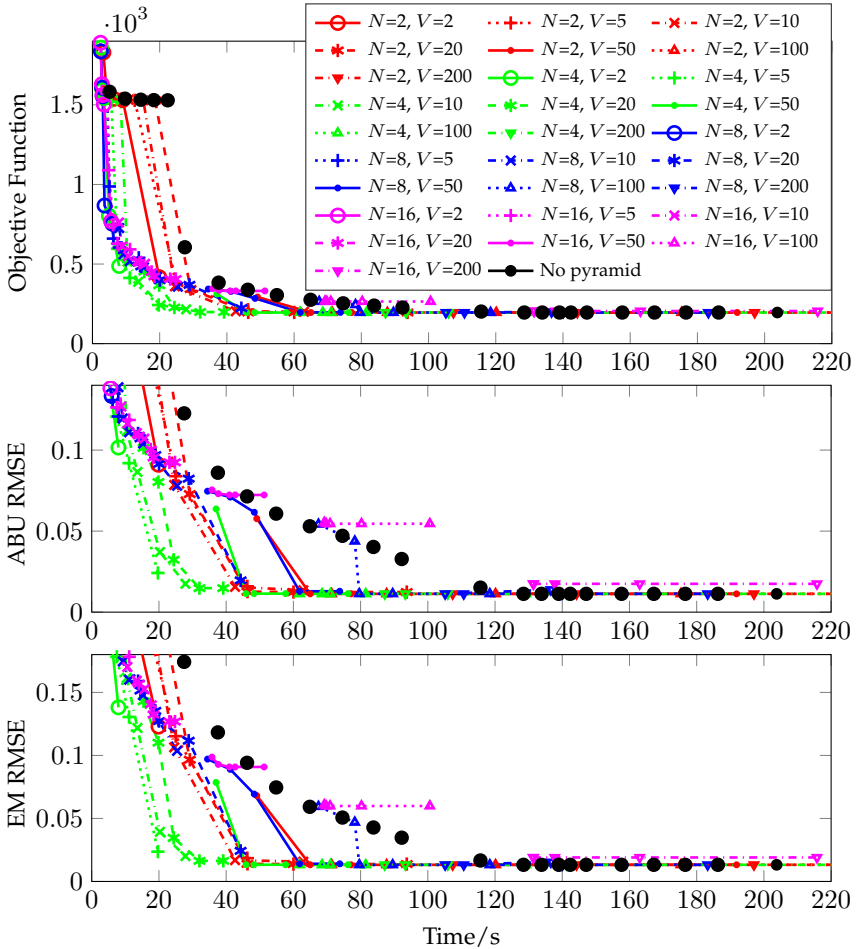 ·10³
N=2, V=2 N=2, V=5 N=2, V=10
N=2, V=20 N=2, V=50 N=2, V=100
N=2, V=200 N=4, V=2 N=4, V=5
N=4, V=10 N=4, V=20 N=4, V=50
N=4, V=100 N=4, V=200 N=8, V=2
N=8, V=5 N=8, V=10 N=8, V=20
N=8, V=50 N=8, V=100 N=8, V=200
N=16, V=2 N=16, V=5 N=16, V=10
N=16, V=20 N=16, V=50 N=16, V=100
N=16, V=200 No pyramid
Objective Function
1.5
1
0.5
0
0 20 40 60 80 100 120 140 160 180 200 220
ABU RMSE
0.1
0.05
0
0 20 40 60 80 100 120 140 160 180 200 220
EM RMSE
0.15
0.1
0.05
0
0 20 40 60 80 100 120 140 160 180 200 220
Time/s